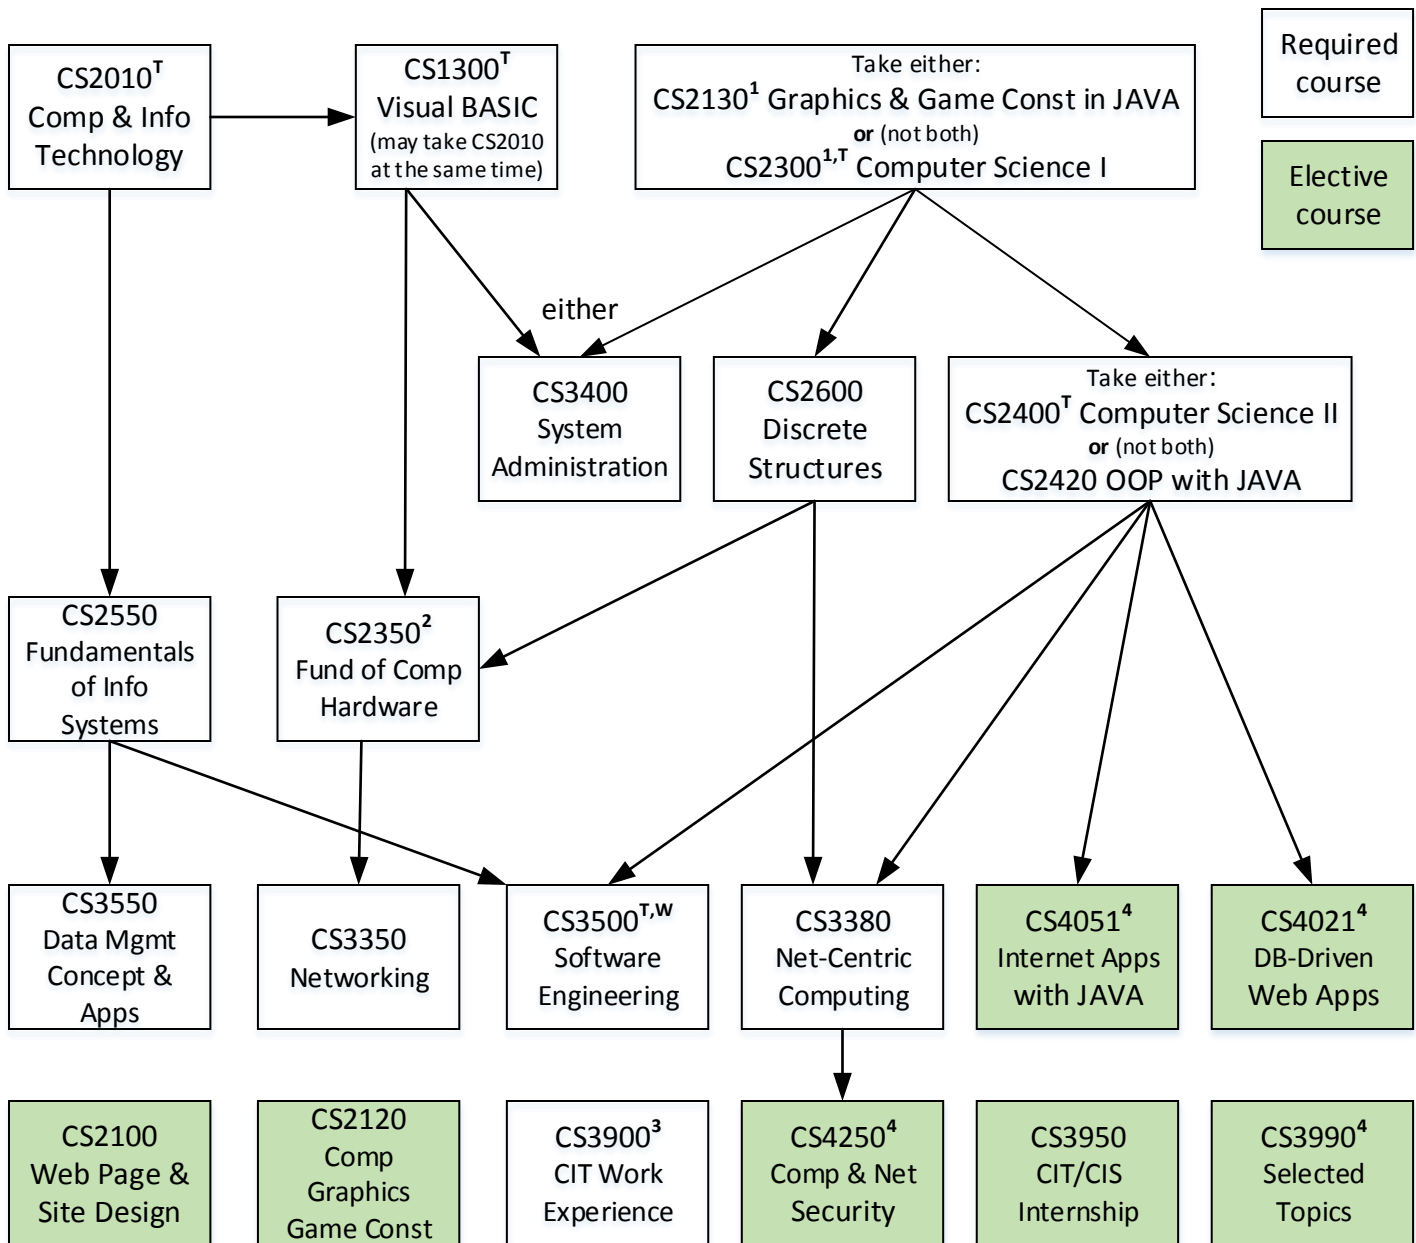 CS2010ᵀ
Comp & Info
Technology
CS1300ᵀ
Visual BASIC
(may take CS2010
at the same time)
Take either:
CS2130¹ Graphics & Game Const in JAVA
or (not both)
CS2300¹,ᵀ Computer Science I
Required
course
Elective
course
either
CS3400
System
Administration
CS2600
Discrete
Structures
Take either:
CS2400ᵀ Computer Science II
or (not both)
CS2420 OOP with JAVA
CS2550
Fundamentals
of Info
Systems
CS2350²
Fund of Comp
Hardware
CS3550
Data Mgmt
Concept &
Apps
CS3350
Networking
CS3500ᵀ,ᵂ
Software
Engineering
CS3380
Net-Centric
Computing
CS4051⁴
Internet Apps
with JAVA
CS4021⁴
DB-Driven
Web Apps
CS2100
Web Page &
Site Design
CS2120
Comp
Graphics
Game Const
CS3900³
CIT Work
Experience
CS4250⁴
Comp & Net
Security
CS3950
CIT/CIS
Internship
CS3990⁴
Selected
Topics